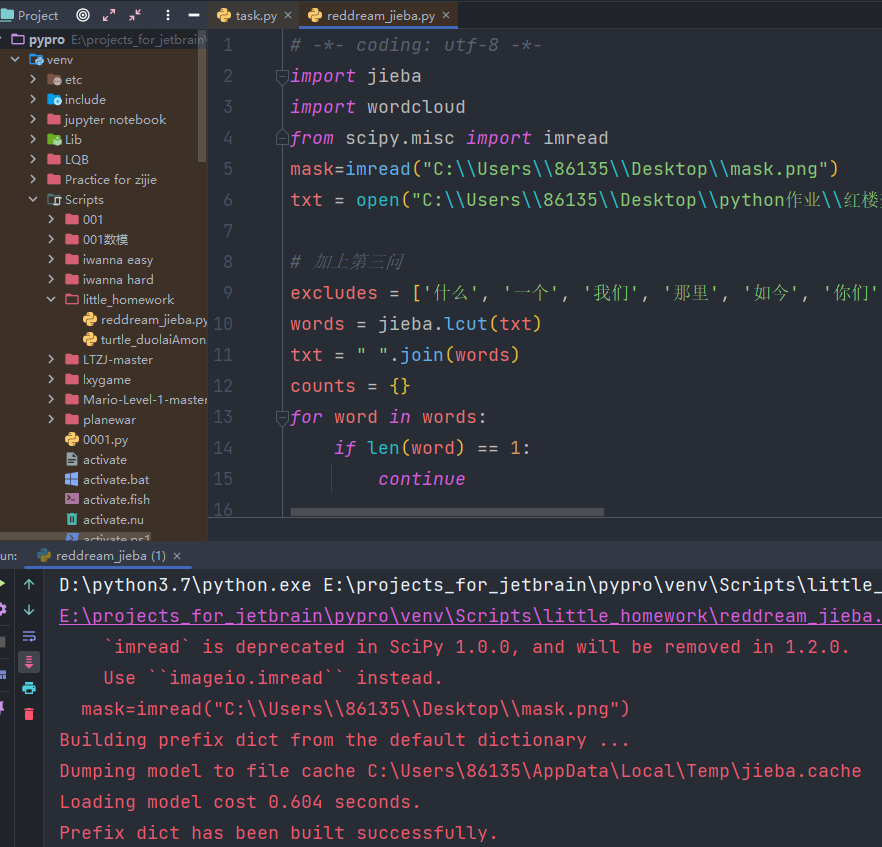 Project
pypro E:\projects_for_jetbrain\
venv
etc
include
jupyter notebook
Lib
LQB
Practice for zijie
Scripts
001
001数模
iwanna easy
iwanna hard
little_homework
reddream_jieba.py
turtle_duolaiAmon.
LTZJ-master
lxygame
Mario-Level-1-master
planewar
0001.py
activate
activate.bat
activate.fish
activate.nu
activate.ps1
task.py
reddream_jieba.py
1 # -*- coding: utf-8 -*-
2 import jieba
3 import wordcloud
4 from scipy.misc import imread
5 mask=imread("C:\\Users\\86135\\Desktop\\mask.png")
6 txt = open("C:\\Users\\86135\\Desktop\\python作业\\红楼
7
8 # 加上第三问
9 excludes = ['什么', '一个', '我们', '那里', '如今', '你们'
10 words = jieba.lcut(txt)
11 txt = " ".join(words)
12 counts = {}
13 for word in words:
14 if len(word) == 1:
15 continue
16
un: reddream_jieba (1)
D:\python3.7\python.exe E:\projects_for_jetbrain\pypro\venv\Scripts\little_
E:\projects_for_jetbrain\pypro\venv\Scripts\little_homework\reddream_jieba.
`imread` is deprecated in SciPy 1.0.0, and will be removed in 1.2.0.
Use ``imageio.imread`` instead.
mask=imread("C:\\Users\\86135\\Desktop\\mask.png")
Building prefix dict from the default dictionary ...
Dumping model to file cache C:\Users\86135\AppData\Local\Temp\jieba.cache
Loading model cost 0.604 seconds.
Prefix dict has been built successfully.